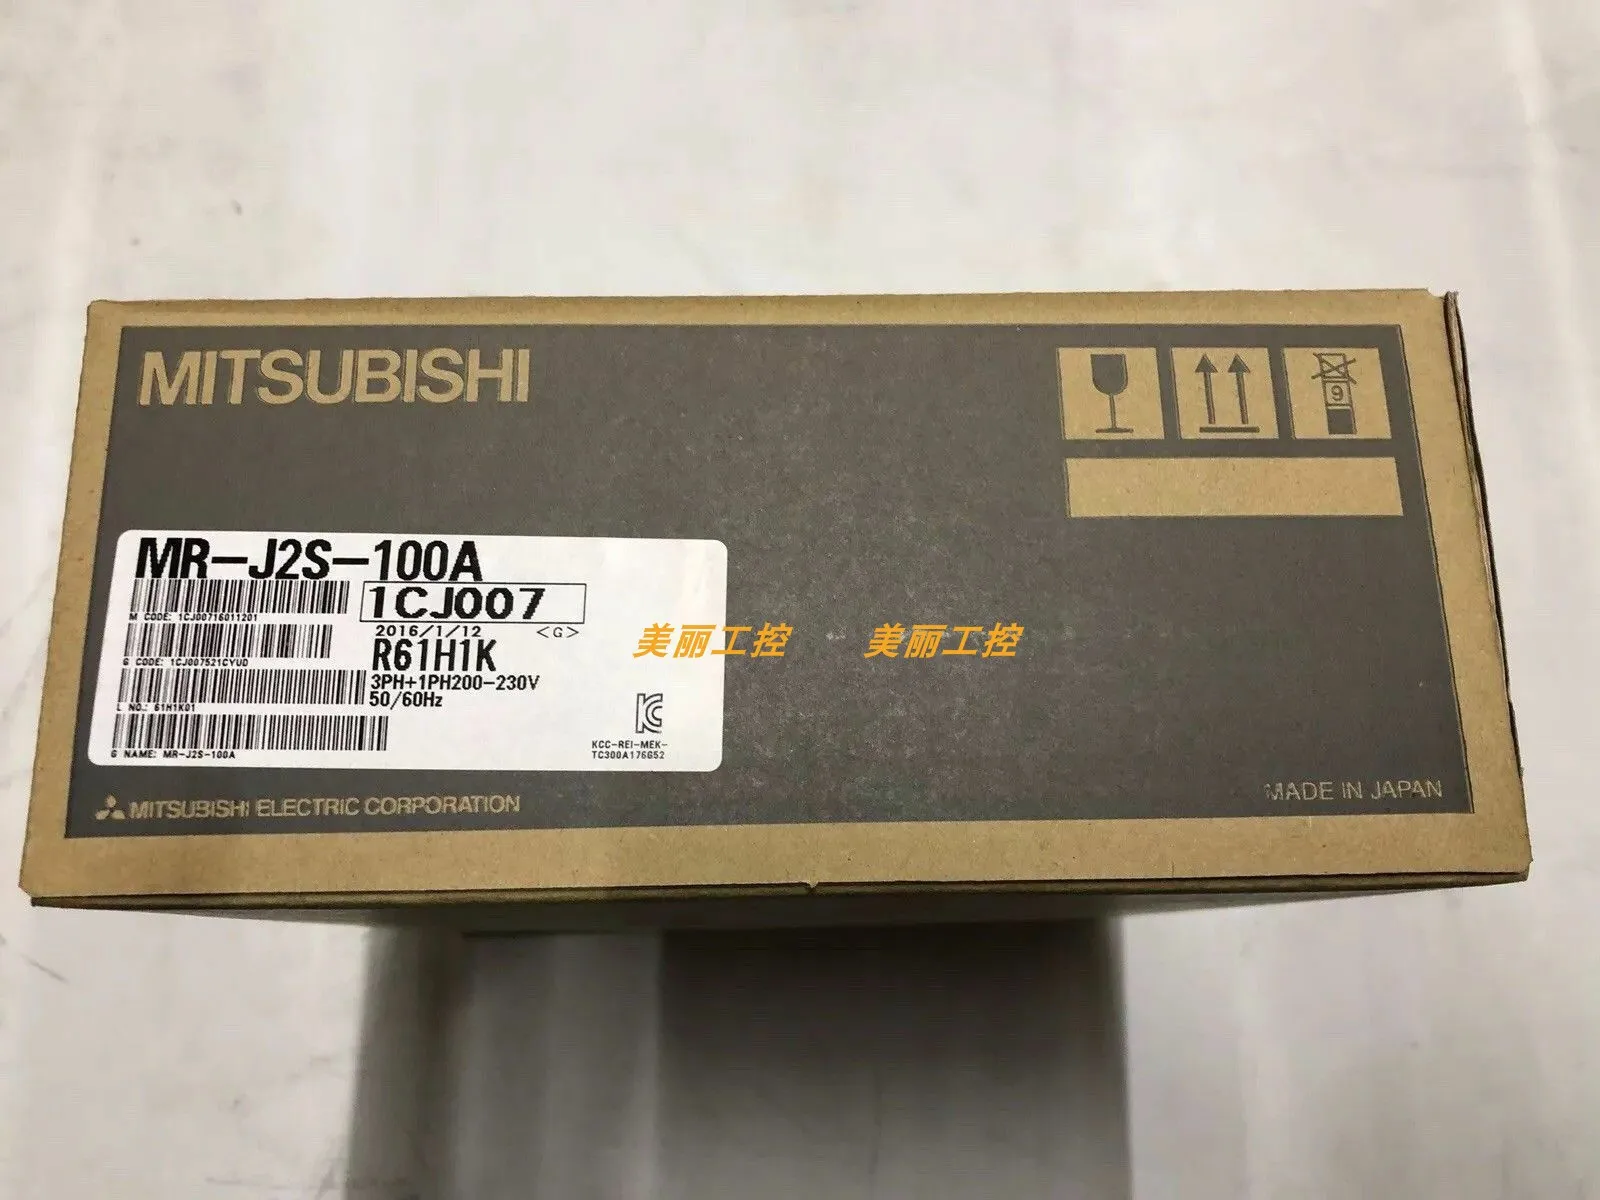 MITSUBISHI
9
MR-J2S-100A
1CJ007
M CODE: 1CJ00716011201
2016/1/12 <G>
R61H1K
G CODE: 1CJ007521CYUD
3PH+1PH200-230V
50/60Hz
L NO.: 61H1K01
KCC-REI-MEK-
TC300A176G52
G NAME: MR-J2S-100A
美丽工控 美丽工控
MITSUBISHI ELECTRIC CORPORATION
MADE IN JAPAN